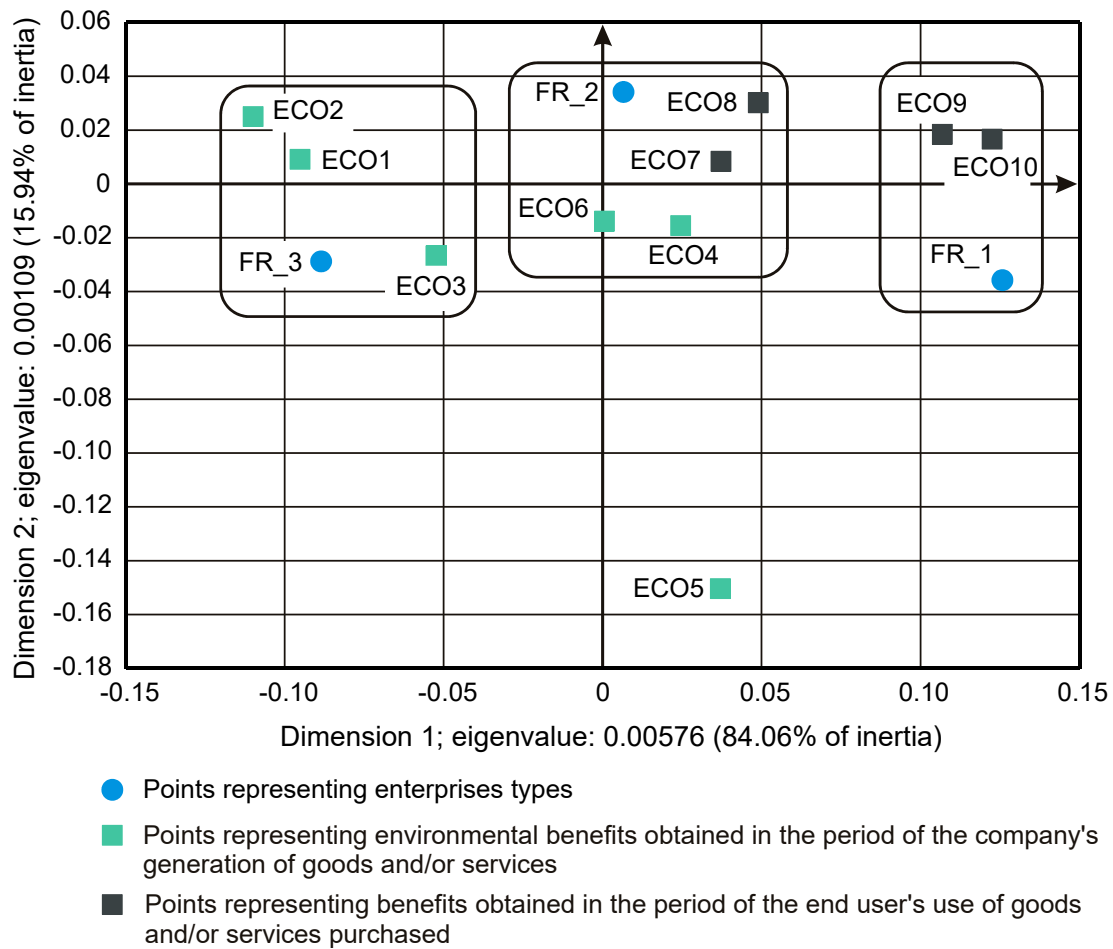 0.06
0.04
0.02
0
-0.02
-0.04
-0.06
-0.08
-0.10
-0.12
-0.14
-0.16
-0.18
Dimension 2; eigenvalue: 0.00109 (15.94% of inertia)
FR_2
ECO8
ECO9
ECO2
ECO1
ECO7
ECO10
ECO6
ECO4
FR_3
ECO3
FR_1
ECO5
-0.15
-0.10
-0.05
0
0.05
0.10
0.15
Dimension 1; eigenvalue: 0.00576 (84.06% of inertia)
Points representing enterprises types
Points representing environmental benefits obtained in the period of the company's
generation of goods and/or services
Points representing benefits obtained in the period of the end user's use of goods
and/or services purchased